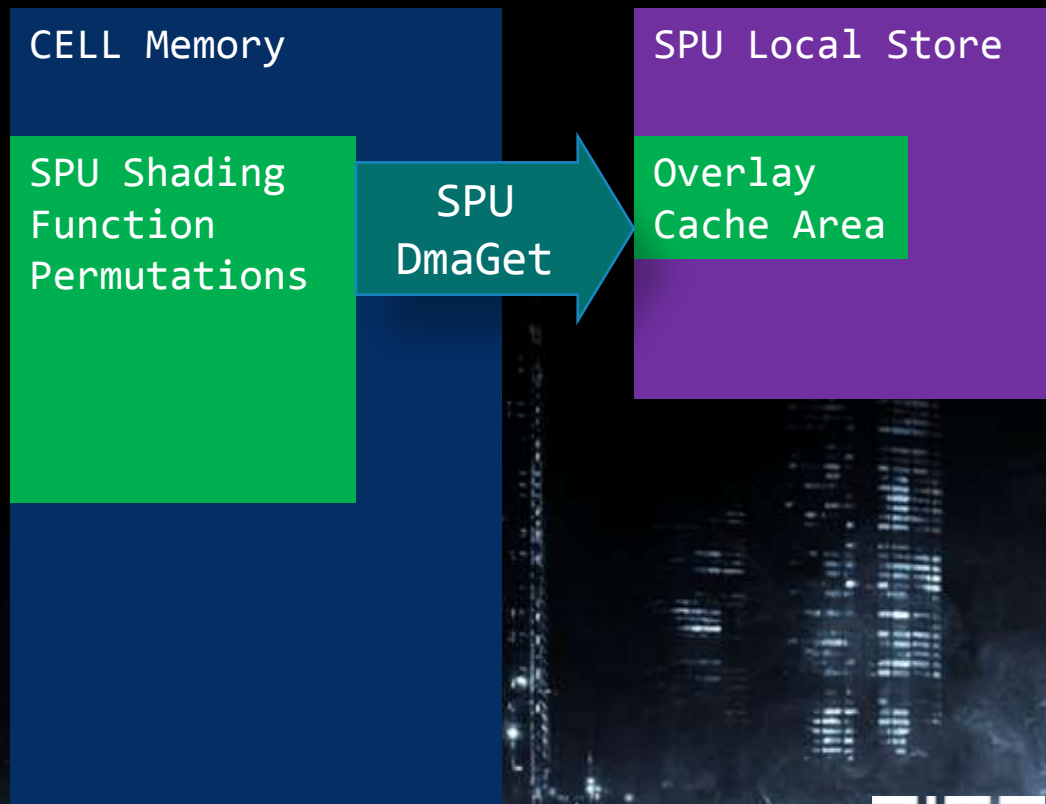 CELL Memory
SPU Local Store
SPU Shading
Function
Permutations
SPU
DmaGet
Overlay
Cache Area